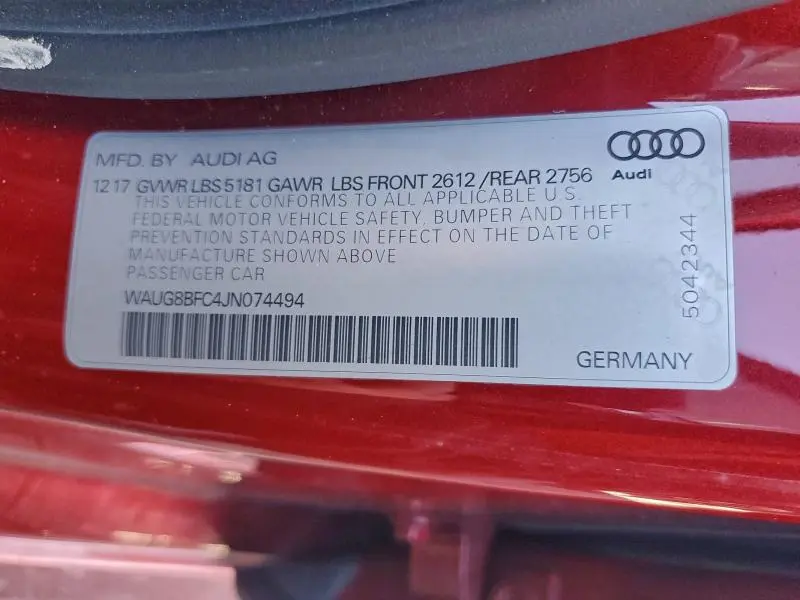 MFD. BY AUDI AG
Audi
12 17 GVWR LBS 5181 GAWR LBS FRONT 2612 / REAR 2756
THIS VEHICLE CONFORMS TO ALL APPLICABLE U.S.
FEDERAL MOTOR VEHICLE SAFETY, BUMPER AND THEFT
PREVENTION STANDARDS IN EFFECT ON THE DATE OF
MANUFACTURE SHOWN ABOVE
PASSENGER CAR
WAUG8BFC4JN074494
GERMANY
5042344